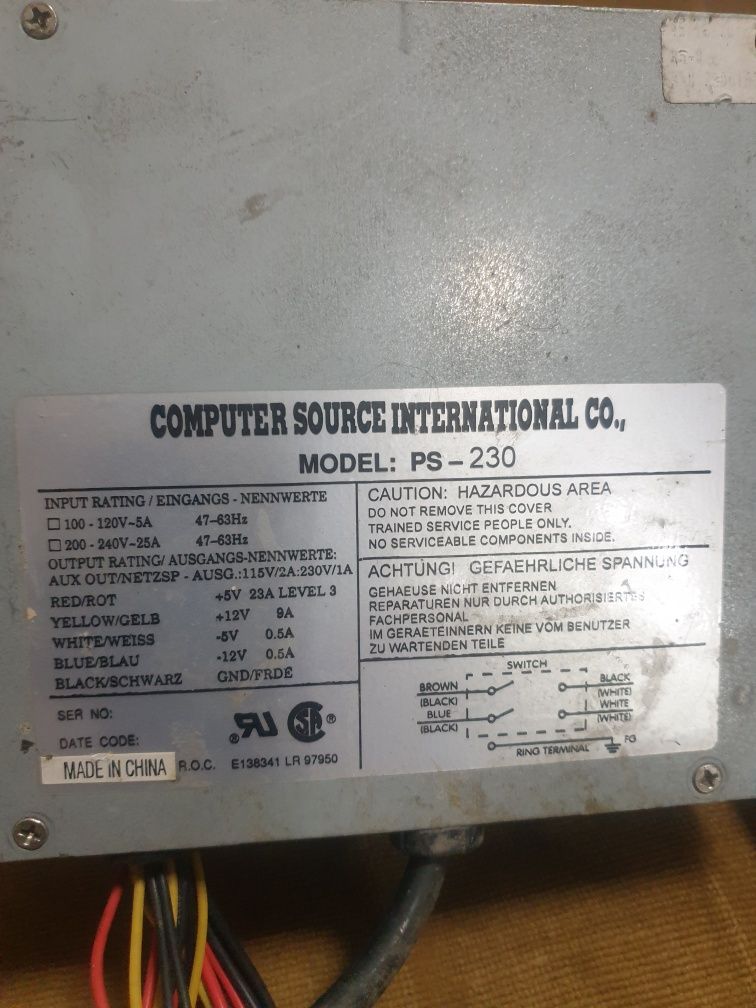 COMPUTER SOURCE INTERNATIONAL CO.,
MODEL: PS-230
INPUT RATING / EINGANGS - NENNWERTE
100 - 120V~5A 47-63Hz
200 - 240V~25A 47-63Hz
OUTPUT RATING/ AUSGANGS-NENNWERTE:
AUX OUT/NETZSP - AUSG.:115V/2A:230V/1A
RED/ROT +5V 23A LEVEL 3
YELLOW/GELB +12V 9A
WHITE/WEISS -5V 0.5A
BLUE/BLAU -12V 0.5A
BLACK/SCHWARZ GND/FRDE
SER NO:
DATE CODE:
MADE IN CHINA R.O.C. E138341 LR 97950
CAUTION: HAZARDOUS AREA
DO NOT REMOVE THIS COVER
TRAINED SERVICE PEOPLE ONLY.
NO SERVICEABLE COMPONENTS INSIDE.
ACHTÜNG! GEFAEHRLICHE SPANNUNG
GEHAEUSE NICHT ENTFERNEN
REPARATUREN NUR DURCH AUTHORISIERTES
FACHPERSONAL
IM GERAETEINNERN KEINE VOM BENUTZER
ZU WARTENDEN TEILE
SWITCH
BROWN BLACK
(BLACK) (WHITE)
BLUE WHITE
(BLACK) (WHITE)
RING TERMINAL FG